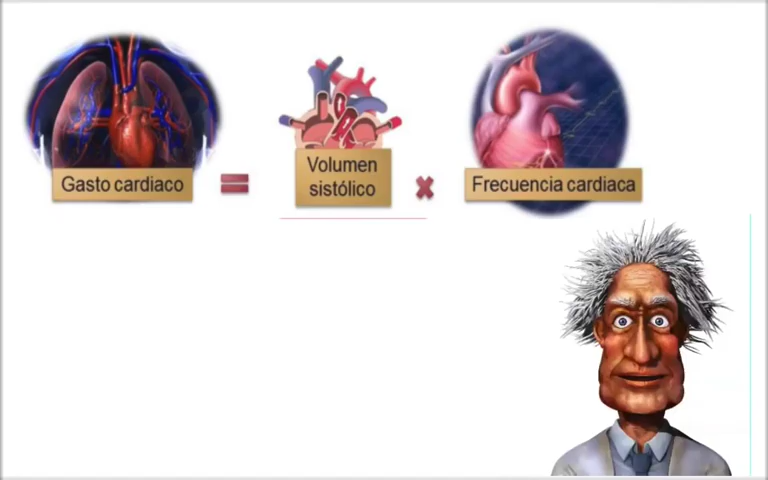 Gasto cardiaco
=
Volumen
sistólico
x
Frecuencia cardiaca